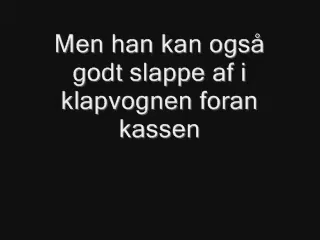 Men han kan også
godt slappe af i
klapvognen foran
kassen